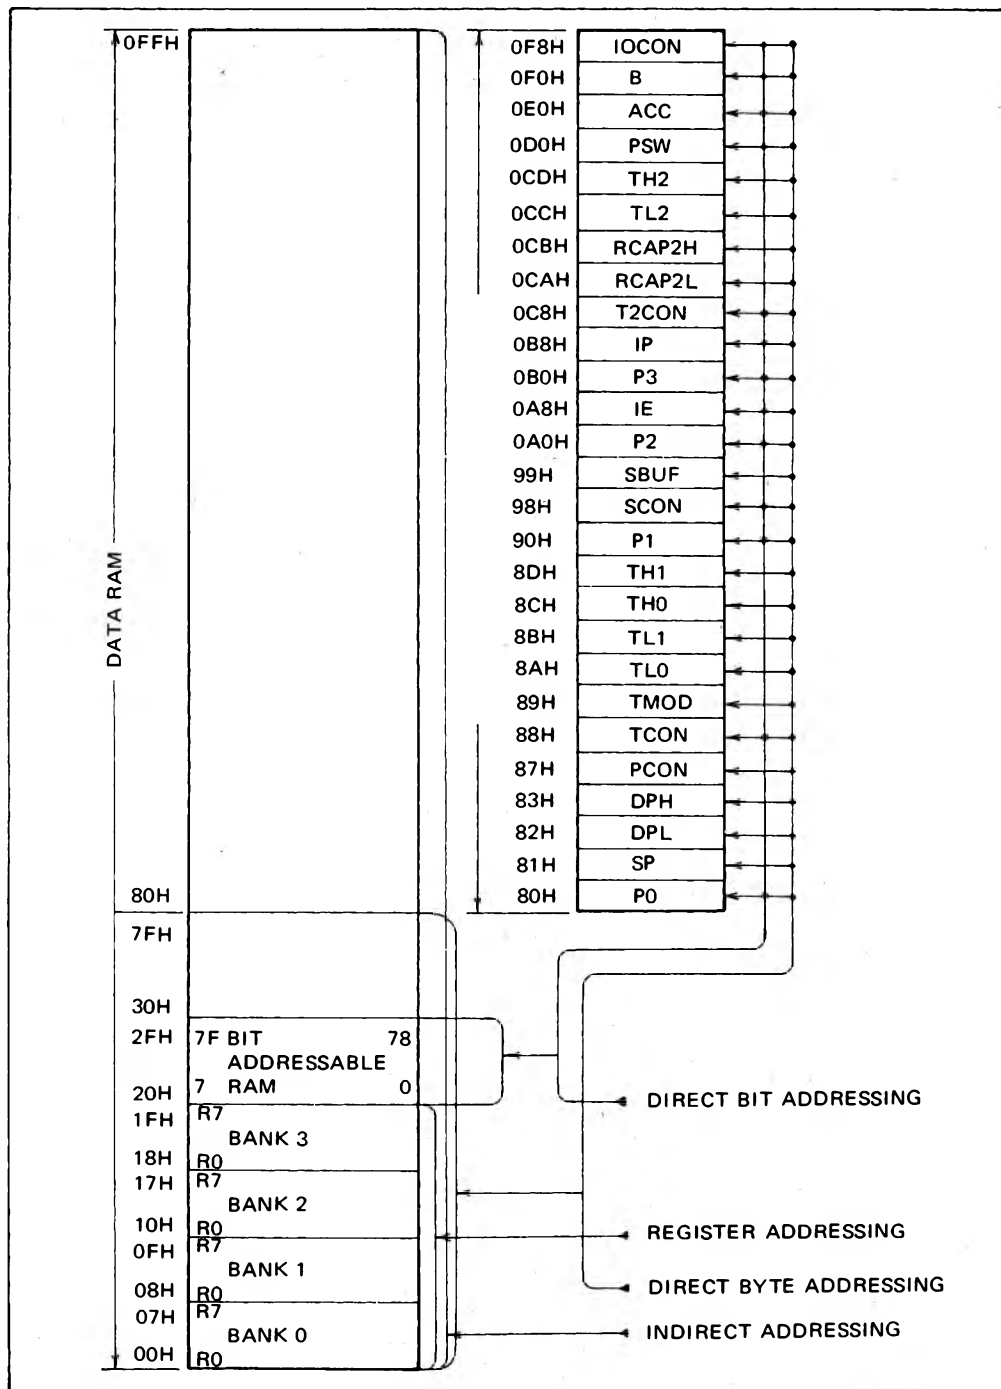 0FFH
0F8H IOCON
0F0H B
0E0H ACC
0D0H PSW
0CDH TH2
0CCH TL2
0CBH RCAP2H
0CAH RCAP2L
0C8H T2CON
0B8H IP
0B0H P3
0A8H IE
0A0H P2
99H SBUF
98H SCON
90H P1
8DH TH1
8CH TH0
8BH TL1
8AH TL0
89H TMOD
88H TCON
87H PCON
83H DPH
82H DPL
81H SP
80H P0
DATA RAM
80H
7FH
30H
2FH 7F BIT 78
ADDRESSABLE
20H 7 RAM 0
1FH R7
BANK 3
18H R0
17H R7
BANK 2
10H R0
0FH R7
BANK 1
08H R0
07H R7
BANK 0
00H R0
DIRECT BIT ADDRESSING
REGISTER ADDRESSING
DIRECT BYTE ADDRESSING
INDIRECT ADDRESSING